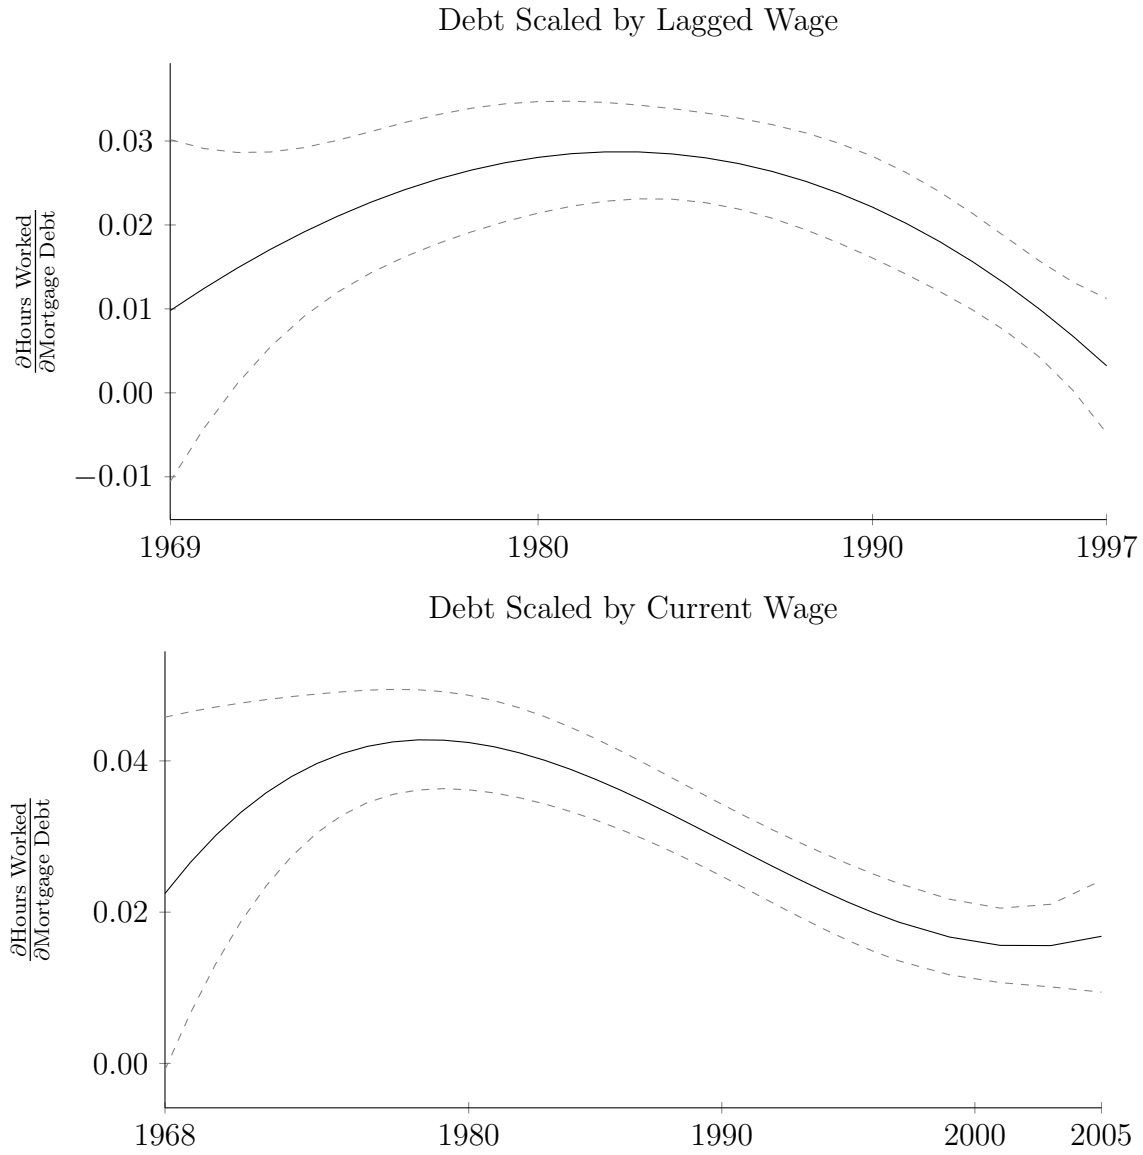 Debt Scaled by Lagged Wage
∂Hours Worked
∂Mortgage Debt
0.03
0.02
0.01
0.00
−0.01
1969 1980 1990 1997
Debt Scaled by Current Wage
∂Hours Worked
∂Mortgage Debt
0.04
0.02
0.00
1968 1980 1990 2000 2005